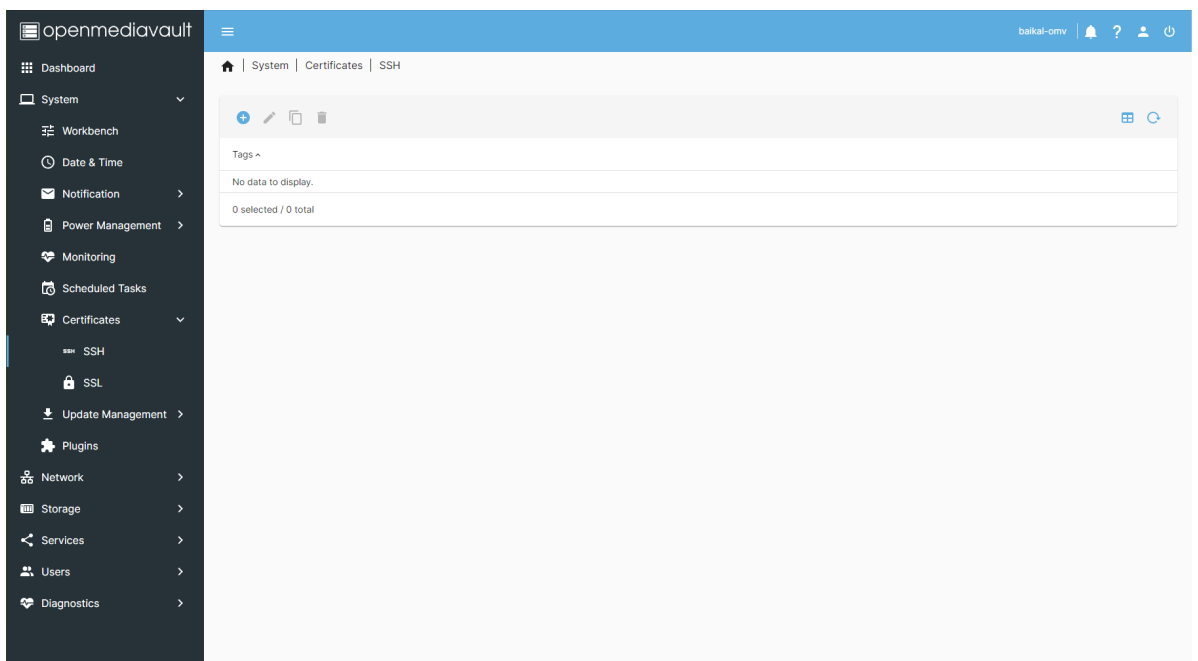 openmediavault
baikal-omv
Dashboard
System
Workbench
Date & Time
Notification
Power Management
Monitoring
Scheduled Tasks
Certificates
SSH SSH
SSL
Update Management
Plugins
Network
Storage
Services
Users
Diagnostics
System | Certificates | SSH
Tags
No data to display.
0 selected / 0 total